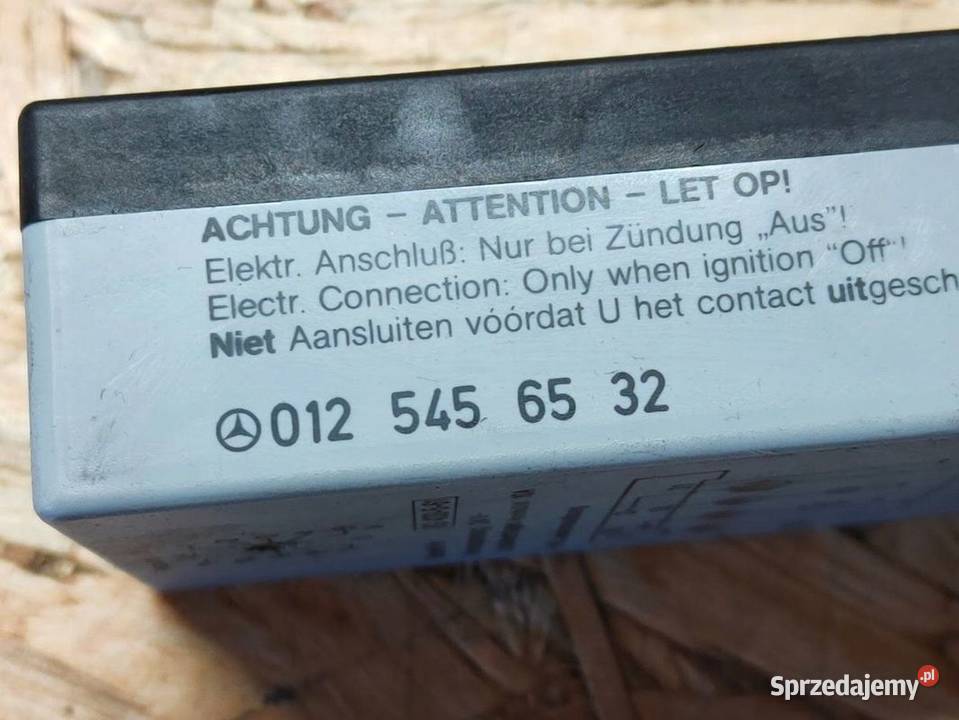 ACHTUNG – ATTENTION – LET OP!
Elektr. Anschluß: Nur bei Zündung „Aus”!
Electr. Connection: Only when ignition “Off”!
Niet Aansluiten vóórdat U het contact uitgesch
012 545 65 32
Sprzedajemy.pl